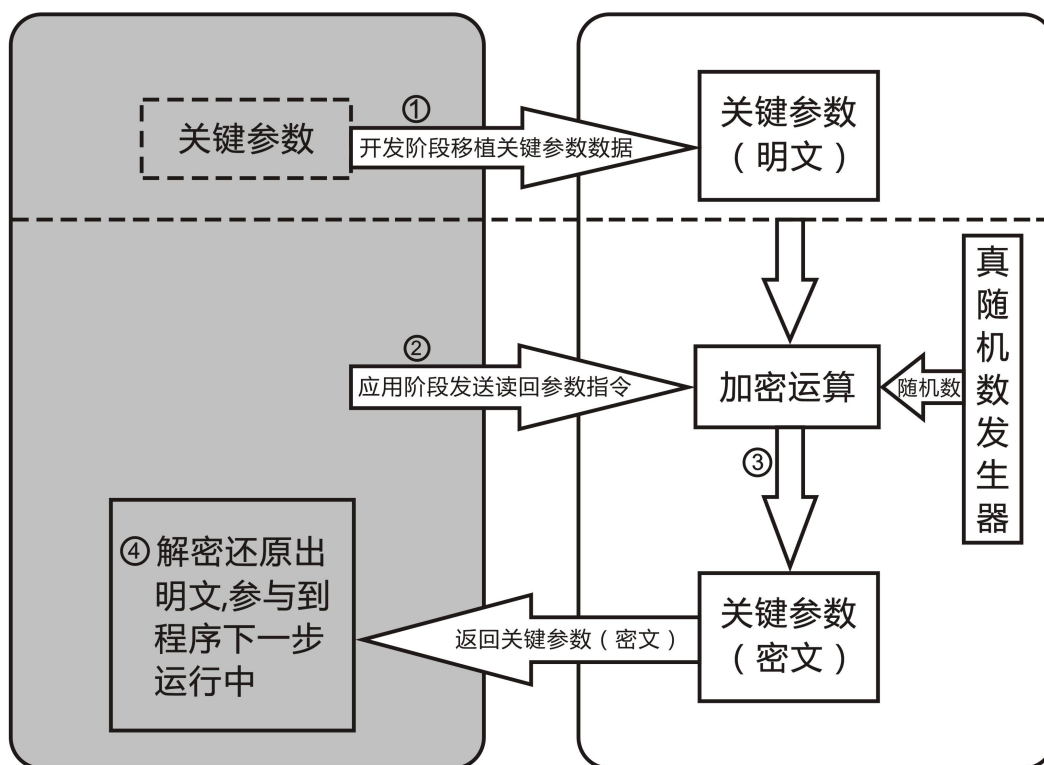 ①
关键参数
开发阶段移植关键参数数据
关键参数
（明文）
②
应用阶段发送读回参数指令
加密运算
随机数
真随机数发生器
③
④解密还原出
明文,参与到
程序下一步
运行中
返回关键参数（密文）
关键参数
（密文）